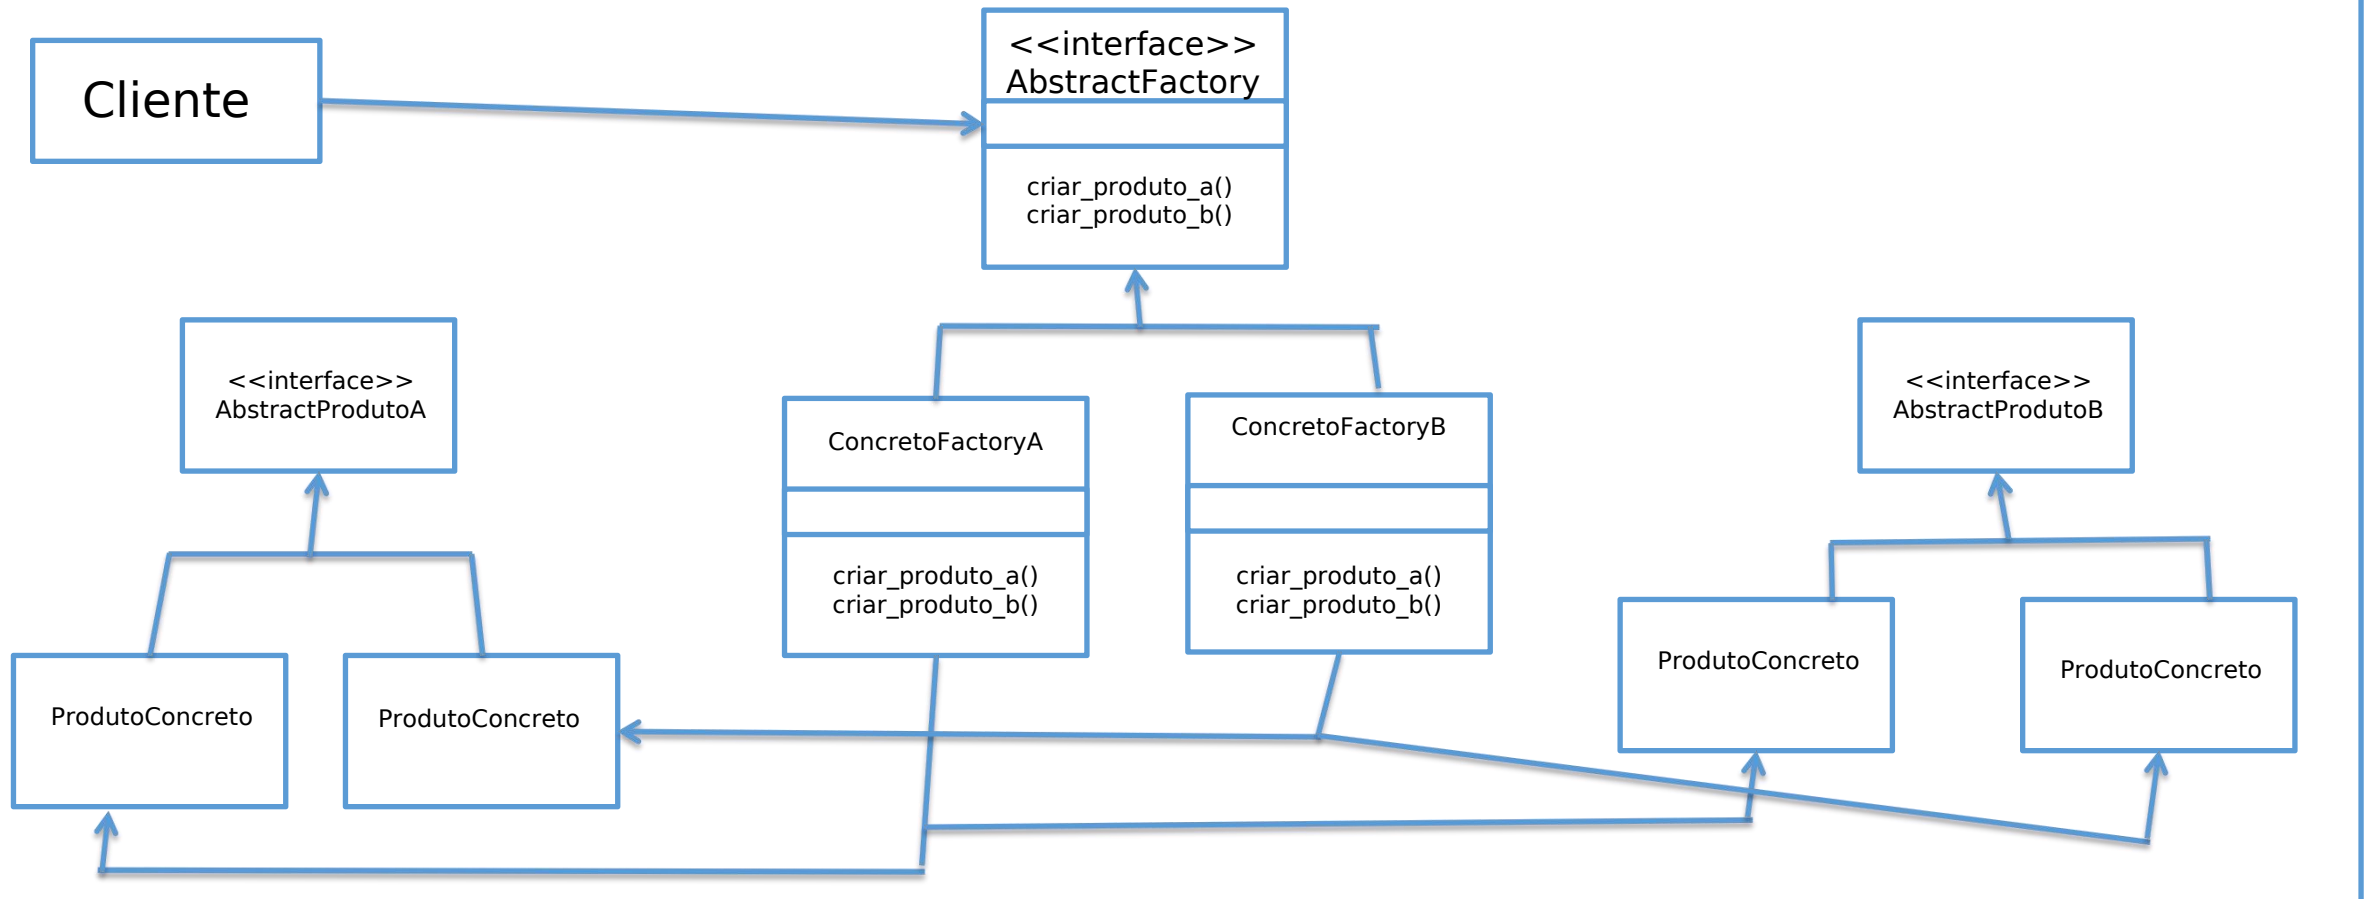 Cliente
<<interface>>
AbstractFactory
criar_produto_a()
criar_produto_b()
<<interface>>
AbstractProdutoA
ConcretoFactoryA
criar_produto_a()
criar_produto_b()
ConcretoFactoryB
criar_produto_a()
criar_produto_b()
<<interface>>
AbstractProdutoB
ProdutoConcreto
ProdutoConcreto
ProdutoConcreto
ProdutoConcreto